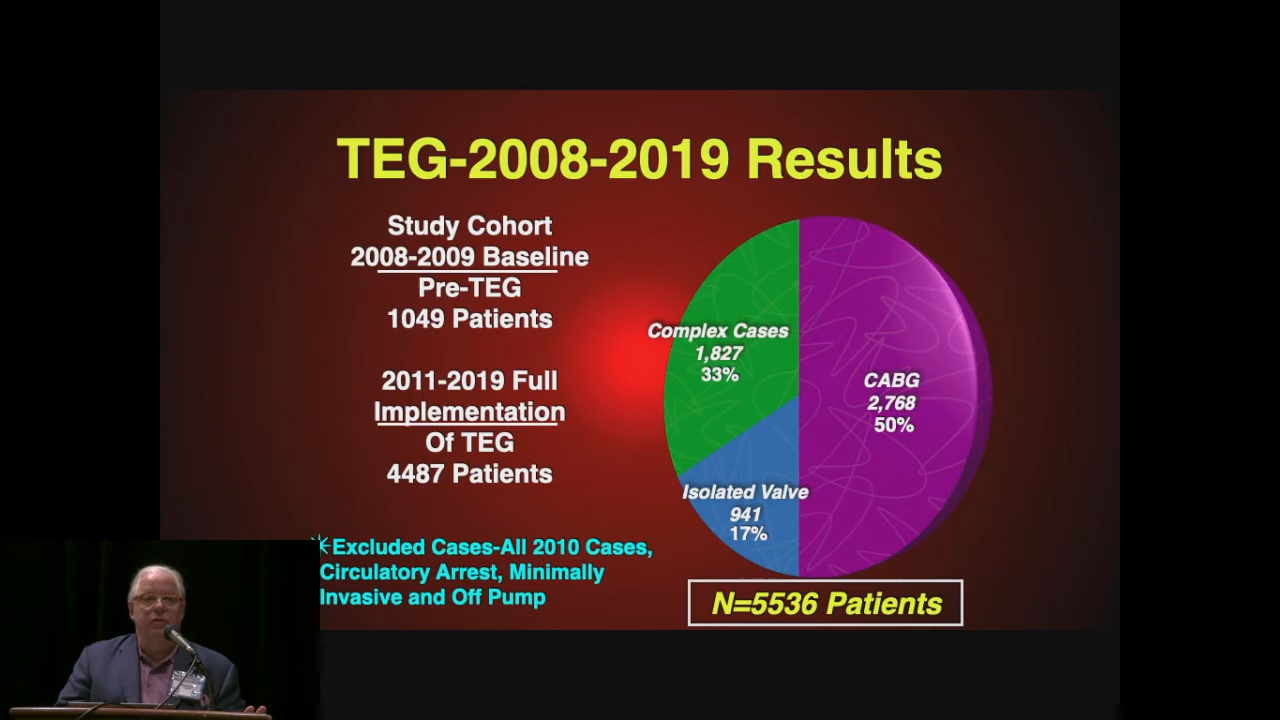 TEG-2008-2019 Results
Study Cohort
2008-2009 Baseline
Pre-TEG
1049 Patients
2011-2019 Full
Implementation
Of TEG
4487 Patients
✳Excluded Cases-All 2010 Cases,
Circulatory Arrest, Minimally
Invasive and Off Pump
Complex Cases
1,827
33%
CABG
2,768
50%
Isolated Valve
941
17%
N=5536 Patients